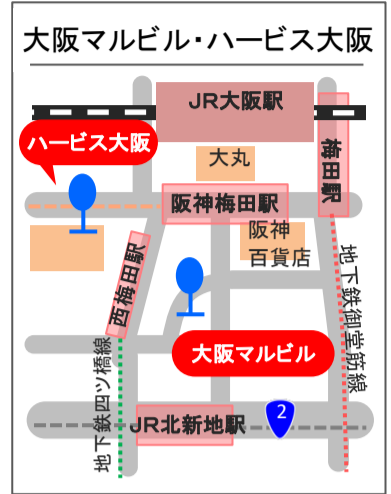 大阪マルビル・ハービス大阪
JR大阪駅
ハービス大阪
大丸
梅田駅
阪神梅田駅
阪神
百貨店
西梅田駅
地下鉄御堂筋線
大阪マルビル
地下鉄四ツ橋線
JR北新地駅
2